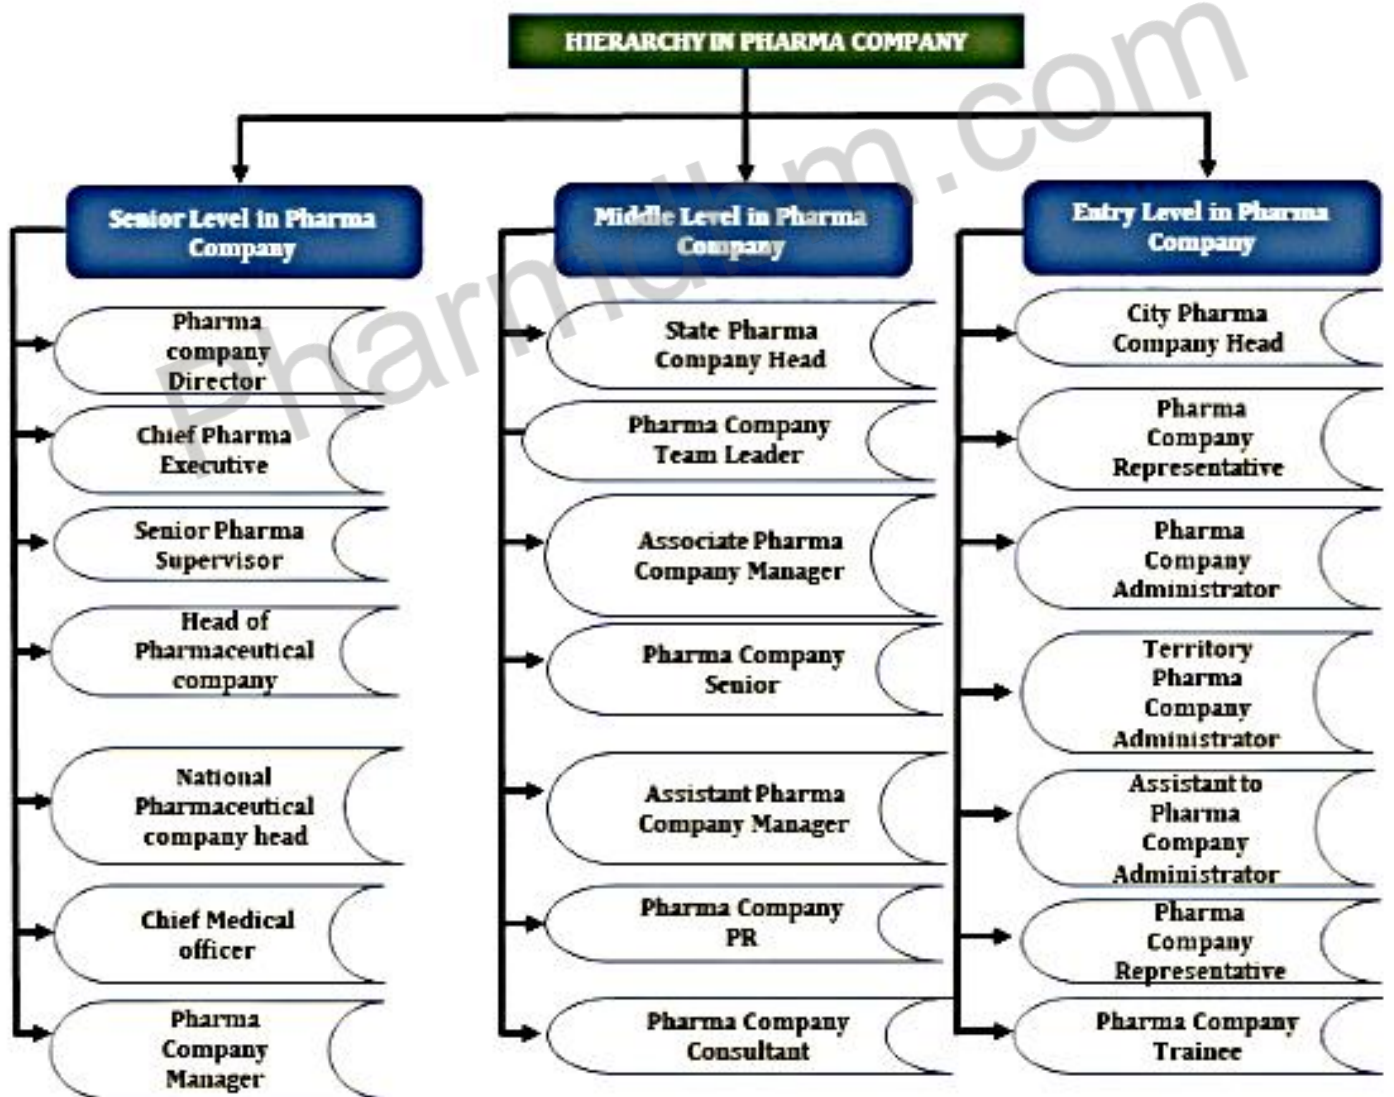 HIERARCHY IN PHARMA COMPANY
Senior Level in Pharma
Company
Pharma
company
Director
Chief Pharma
Executive
Senior Pharma
Supervisor
Head of
Pharmaceutical
company
National
Pharmaceutical
company head
Chief Medical
officer
Pharma
Company
Manager
Middle Level in Pharma
Company
State Pharma
Company Head
Pharma Company
Team Leader
Associate Pharma
Company Manager
Pharma Company
Senior
Assistant Pharma
Company Manager
Pharma Company
PR
Pharma Company
Consultant
Entry Level in Pharma
Company
City Pharma
Company Head
Pharma
Company
Representative
Pharma
Company
Administrator
Territory
Pharma
Company
Administrator
Assistant to
Pharma
Company
Administrator
Pharma
Company
Representative
Pharma Company
Trainee
Pharmdbm.com